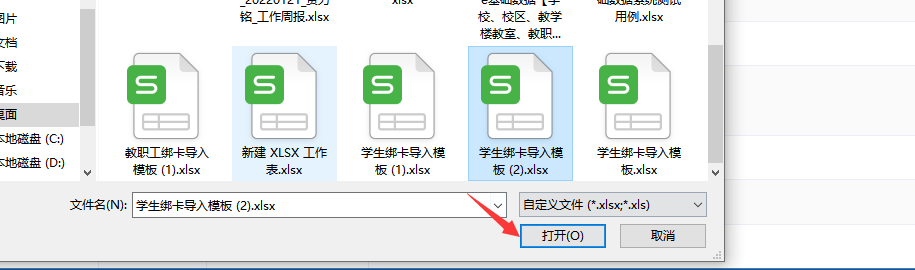 图片
_20220121_贡力 xlsx e基础数据【学 础数据系统测试
铭_工作周报.xlsx 校、校区、教学 用例.xlsx
文档 楼教室、教职...
下载
音乐
桌面
本地磁盘 (C:)
本地磁盘 (D:)
教职工绑卡导入 新建 XLSX 工作 学生绑卡导入模 学生绑卡导入模 学生绑卡导入模
模板 (1).xlsx 表.xlsx 板 (1).xlsx 板 (2).xlsx 板.xlsx
文件名(N): 学生绑卡导入模板 (2).xlsx 自定义文件 (*.xlsx;*.xls)
打开(O) 取消